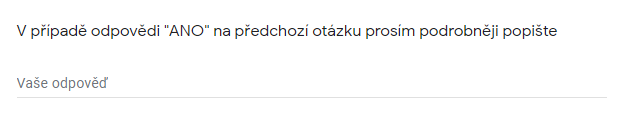 V případě odpovědi "ANO" na předchozí otázku prosím podrobněji popište
Vaše odpověď